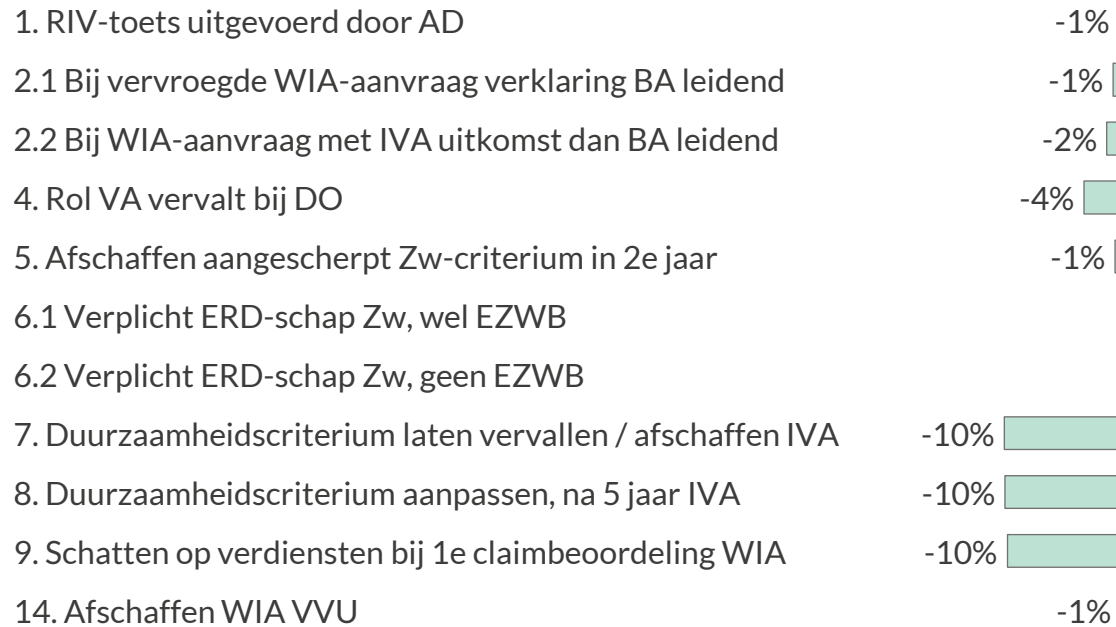 1. RIV-toets uitgevoerd door AD -1%
2.1 Bij vervroegde WIA-aanvraag verklaring BA leidend -1%
2.2 Bij WIA-aanvraag met IVA uitkomst dan BA leidend -2%
4. Rol VA vervalt bij DO -4%
5. Afschaffen aangescherpt Zw-criterium in 2e jaar -1%
6.1 Verplicht ERD-schap Zw, wel EZWB
6.2 Verplicht ERD-schap Zw, geen EZWB
7. Duurzaamheidscriterium laten vervallen / afschaffen IVA -10%
8. Duurzaamheidscriterium aanpassen, na 5 jaar IVA -10%
9. Schatten op verdiensten bij 1e claimbeoordeling WIA -10%
14. Afschaffen WIA VVU -1%